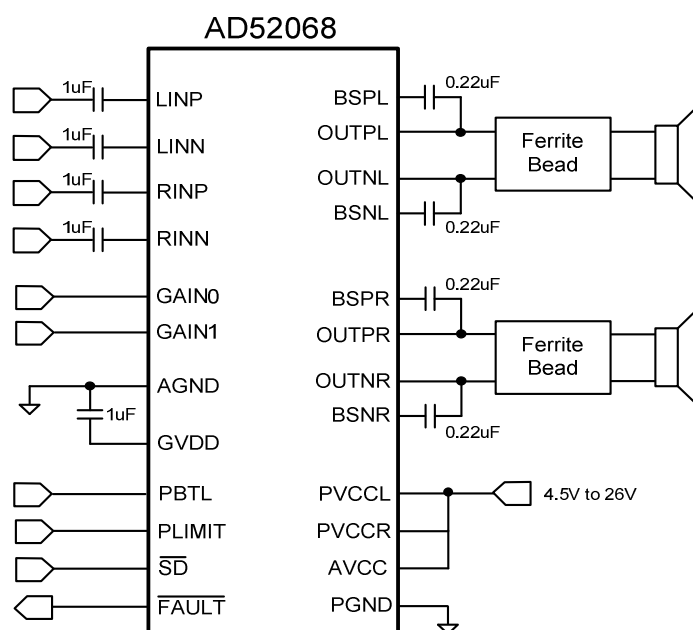 AD52068
1uF
LINP
1uF
LINN
1uF
RINP
1uF
RINN
GAIN0
GAIN1
AGND
1uF
GVDD
PBTL
PLIMIT
SD
FAULT
BSPL
0.22uF
OUTPL
OUTNL
BSNL
0.22uF
Ferrite
Bead
BSPR
0.22uF
OUTPR
OUTNR
BSNR
0.22uF
Ferrite
Bead
PVCCL
4.5V to 26V
PVCCR
AVCC
PGND